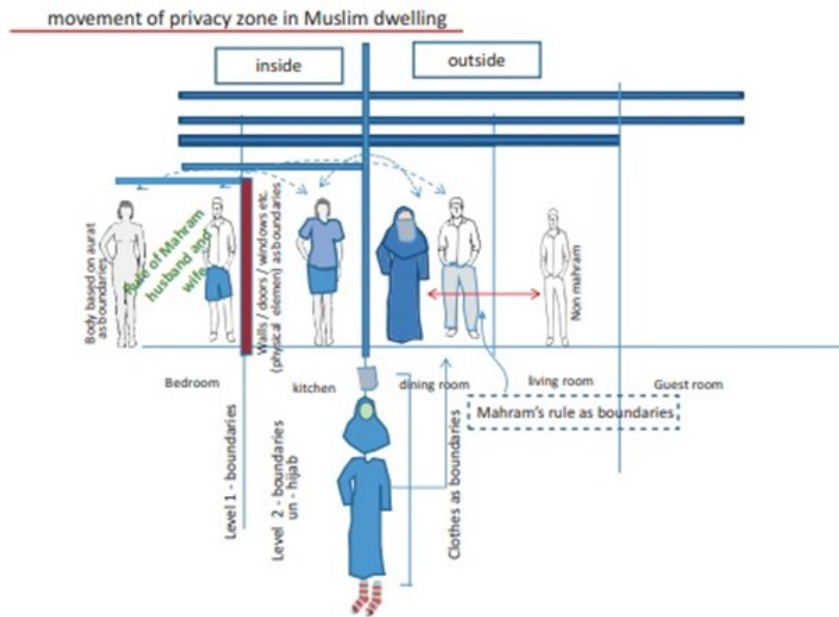 movement of privacy zone in Muslim dwelling
inside
outside
Body based on aurat
as boundaries
Rule of Mahram
husband and
wife
Walls / doors / windows etc.
(physical elemen) as boundaries
Non mahram
Bedroom
kitchen
dining room
living room
Guest room
Mahram's rule as boundaries
Level 1 - boundaries
Level 2 - boundaries
un - hijab
Clothes as boundaries